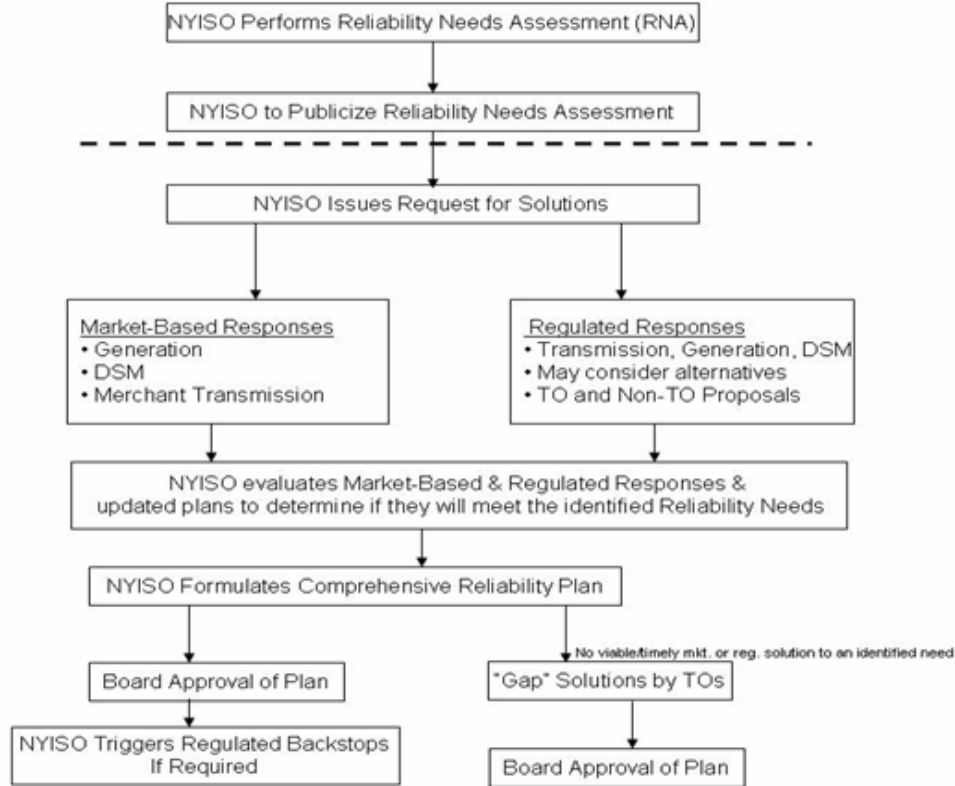 NYISO Performs Reliability Needs Assessment (RNA)
NYISO to Publicize Reliability Needs Assessment
NYISO Issues Request for Solutions
Market-Based Responses
• Generation
• DSM
• Merchant Transmission
Regulated Responses
• Transmission, Generation, DSM
• May consider alternatives
• TO and Non-TO Proposals
NYISO evaluates Market-Based & Regulated Responses &
updated plans to determine if they will meet the identified Reliability Needs
NYISO Formulates Comprehensive Reliability Plan
No viable/timely mkt. or reg. solution to an identified need
Board Approval of Plan
"Gap" Solutions by TOs
NYISO Triggers Regulated Backstops
If Required
Board Approval of Plan